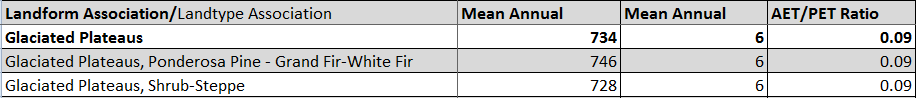 Landform Association/Landtype Association Mean Annual Mean Annual AET/PET Ratio
Glaciated Plateaus 734 6 0.09
Glaciated Plateaus, Ponderosa Pine - Grand Fir-White Fir 746 6 0.09
Glaciated Plateaus, Shrub-Steppe 728 6 0.09